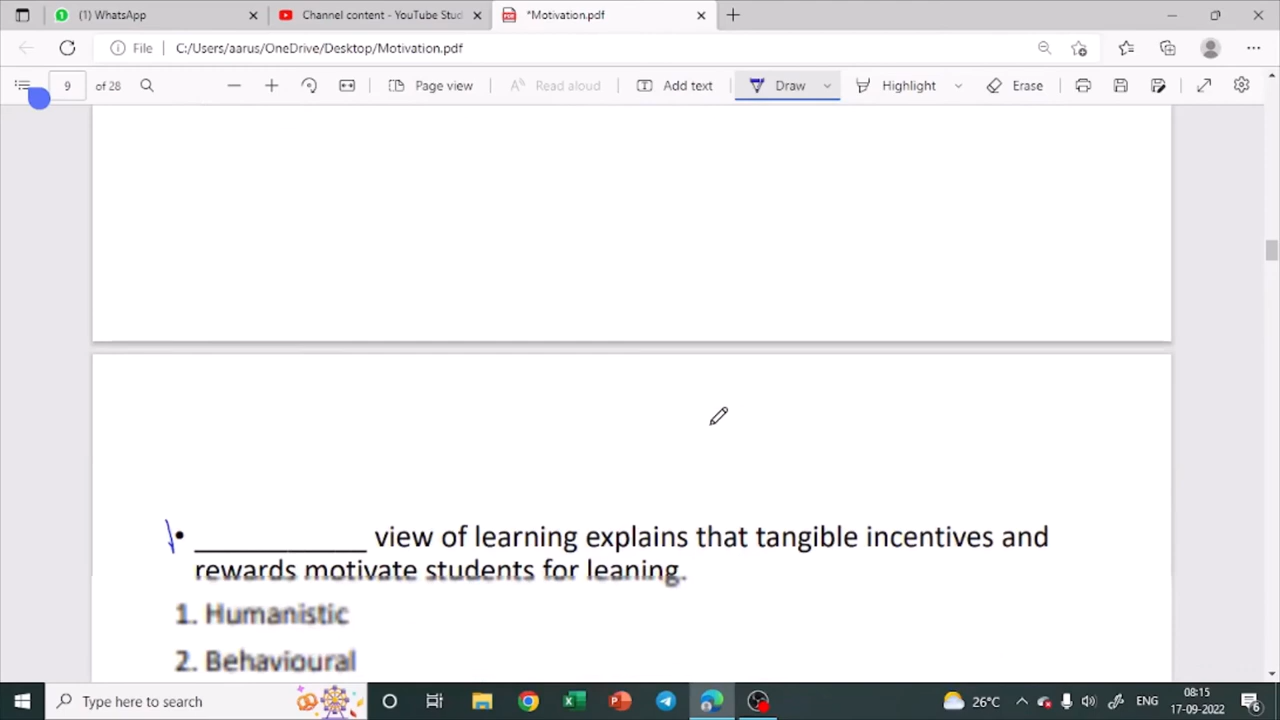 (1) WhatsApp
Channel content - YouTube Stud
*Motivation.pdf
File
C:/Users/aarus/OneDrive/Desktop/Motivation.pdf
9 of 28
Page view
Read aloud
Add text
Draw
Highlight
Erase
• ____________ view of learning explains that tangible incentives and
rewards motivate students for leaning.
1. Humanistic
2. Behavioural
Type here to search
26°C
ENG
08:15
17-09-2022
6